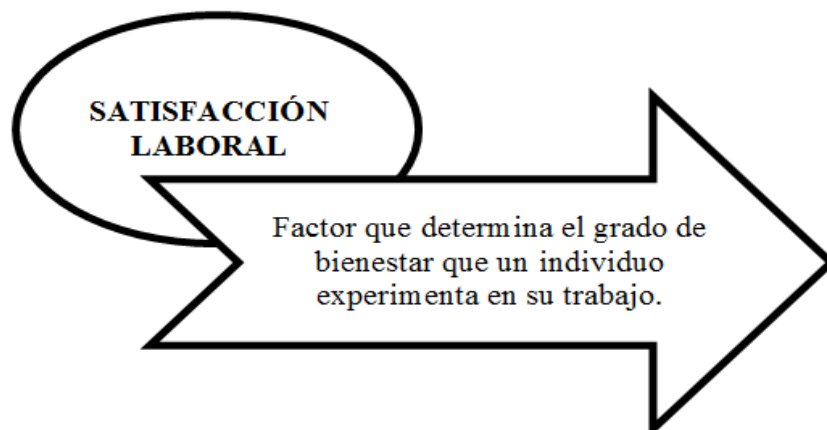 SATISFACCIÓN
LABORAL
Factor que determina el grado de
bienestar que un individuo
experimenta en su trabajo.